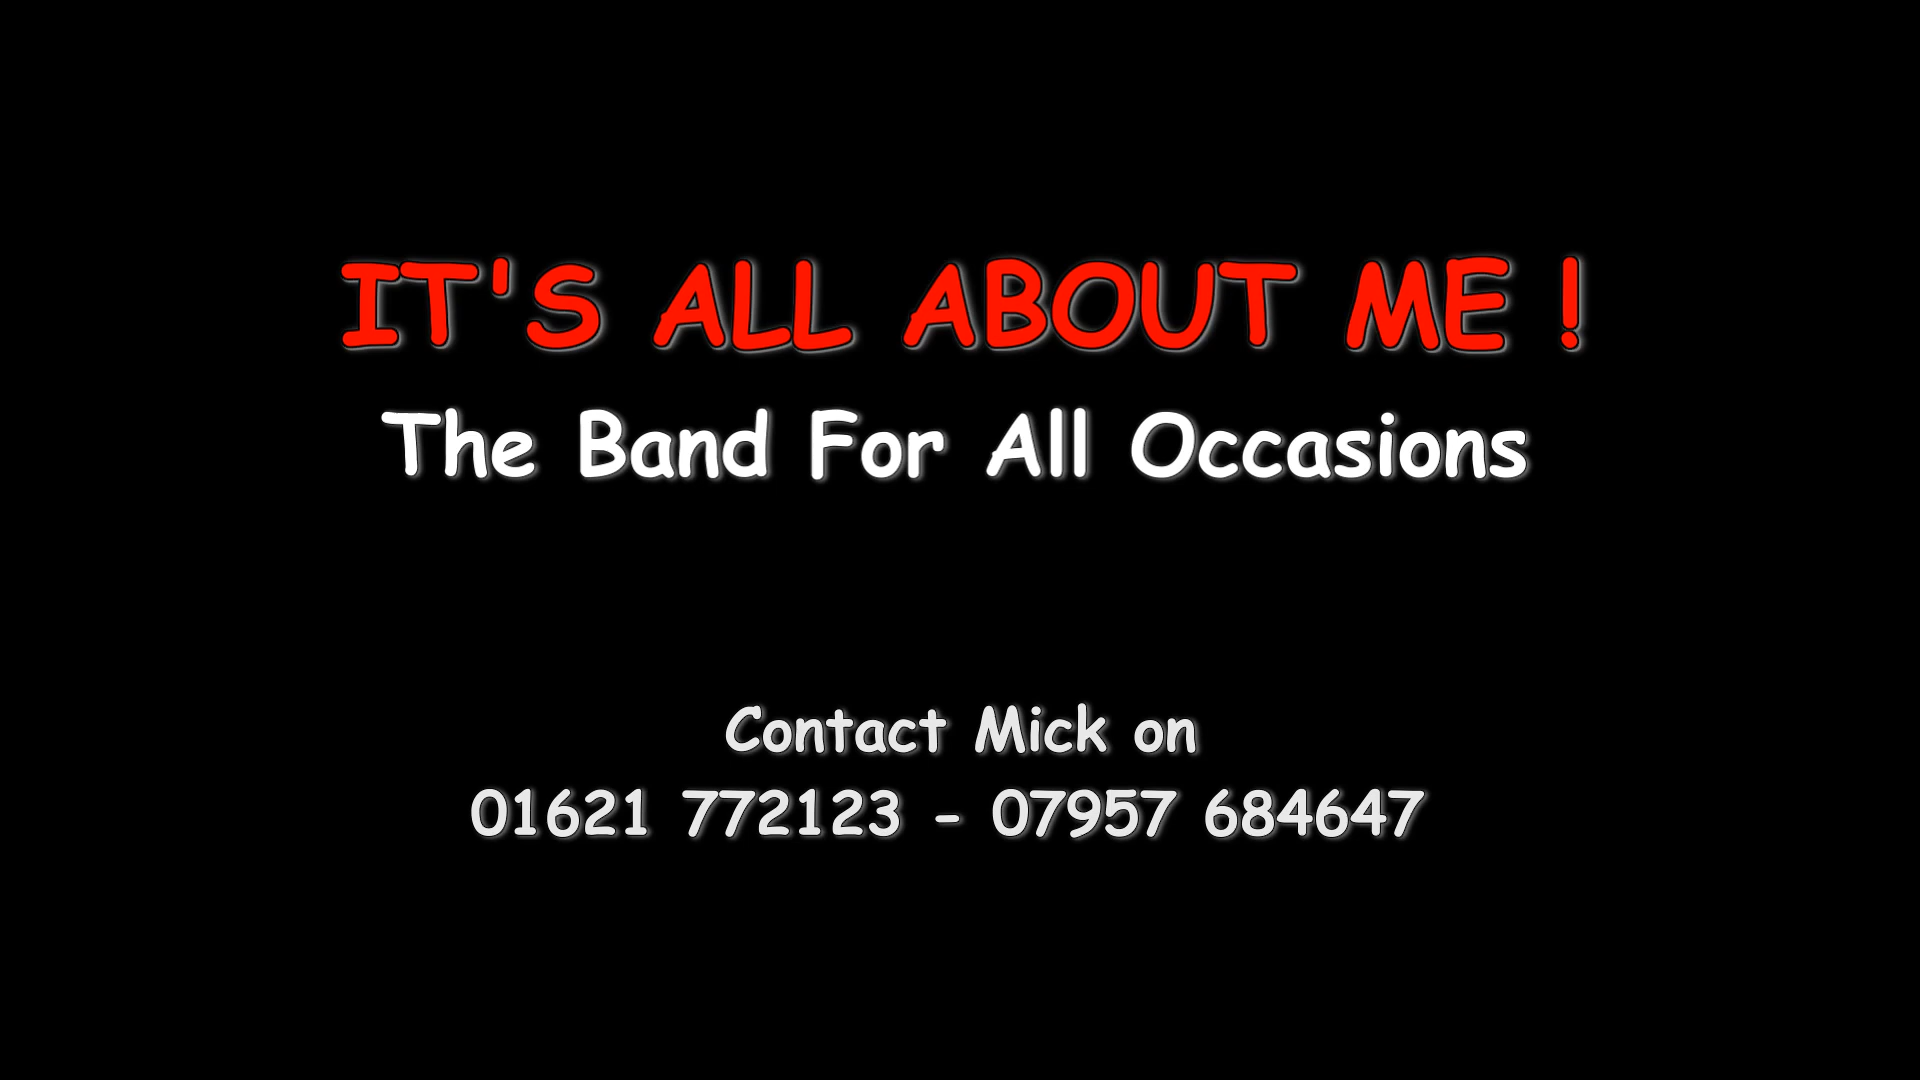 IT'S ALL ABOUT ME !
The Band For All Occasions
Contact Mick on
01621 772123 - 07957 684647